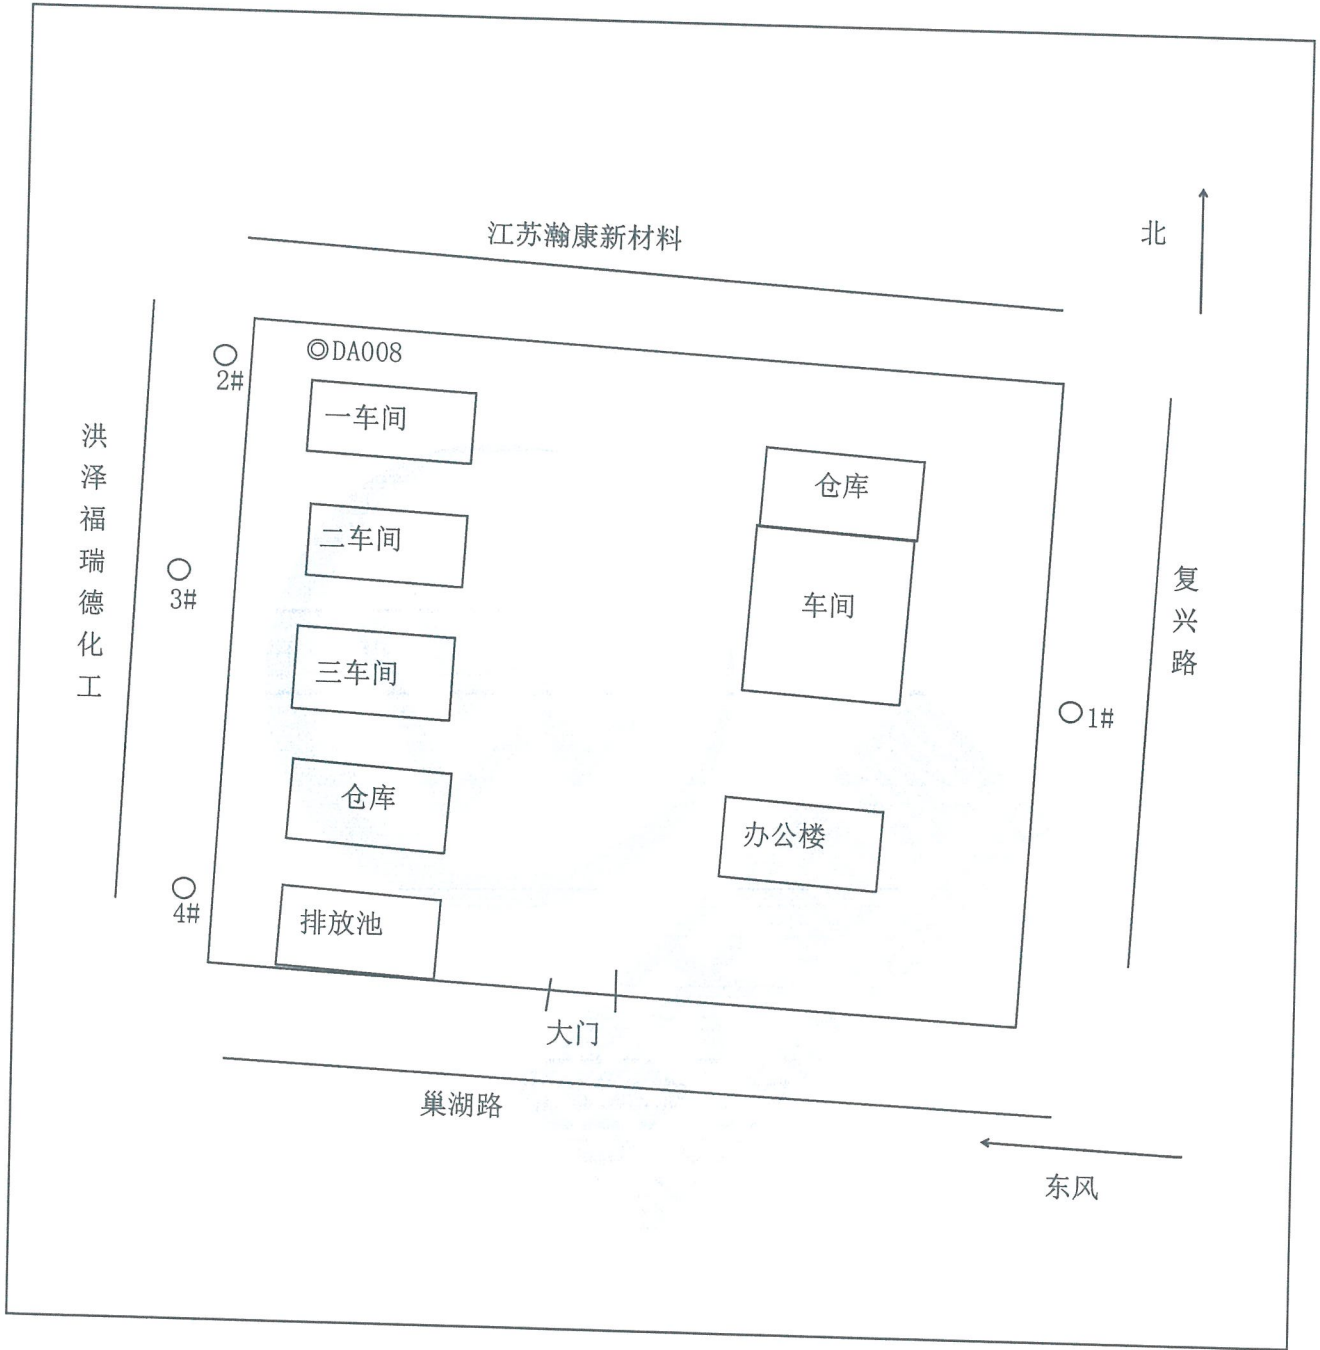 江苏瀚康新材料
北
◎DA008
2#
一车间
洪泽福瑞德化工
仓库
二车间
3#
车间
复兴路
三车间
1#
仓库
办公楼
4#
排放池
大门
巢湖路
东风